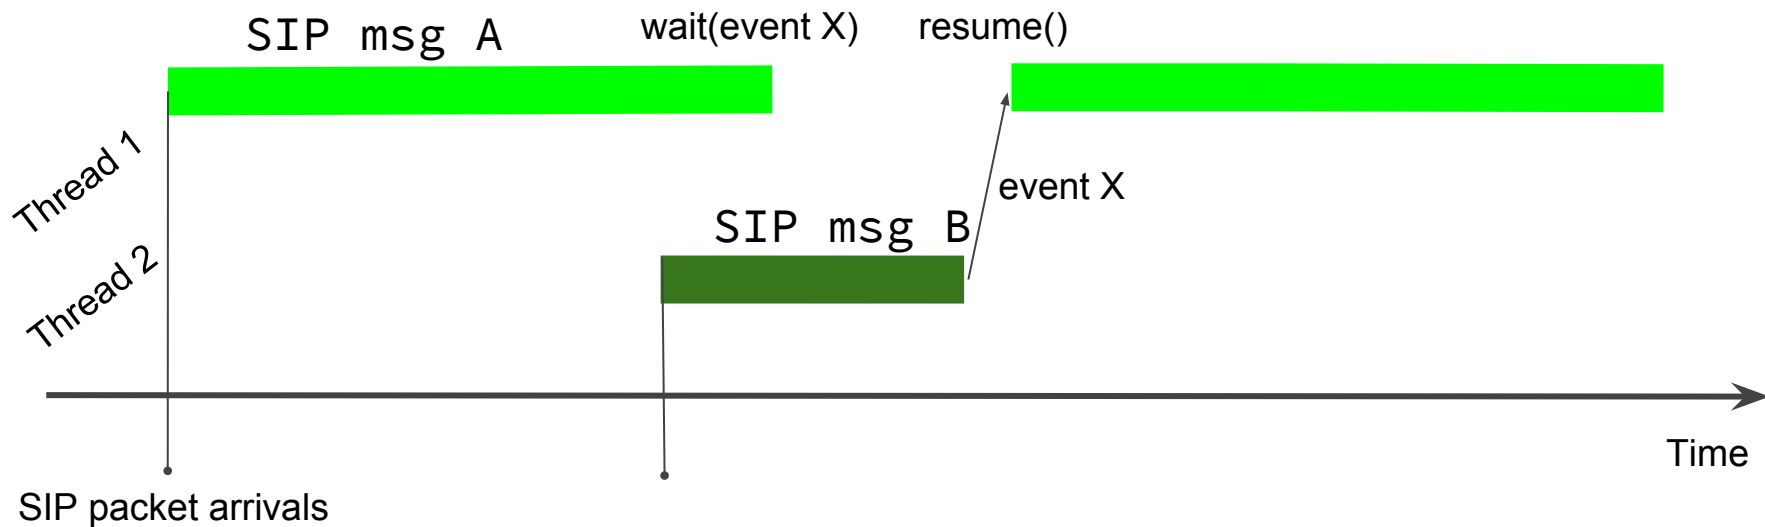 SIP msg A
wait(event X)
resume()
Thread 1
event X
SIP msg B
Thread 2
Time
SIP packet arrivals